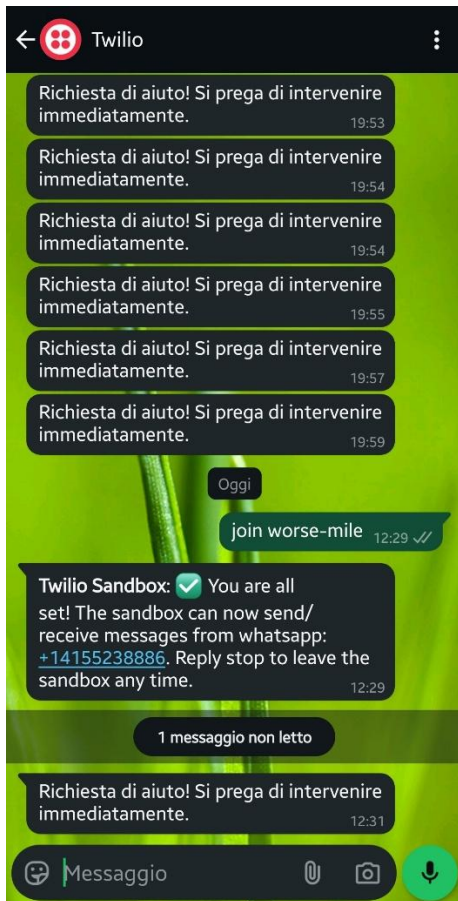 Twilio
Richiesta di aiuto! Si prega di intervenire
immediatamente.
19:53
Richiesta di aiuto! Si prega di intervenire
immediatamente.
19:54
Richiesta di aiuto! Si prega di intervenire
immediatamente.
19:54
Richiesta di aiuto! Si prega di intervenire
immediatamente.
19:55
Richiesta di aiuto! Si prega di intervenire
immediatamente.
19:57
Richiesta di aiuto! Si prega di intervenire
immediatamente.
19:59
Oggi
join worse-mile 12:29
Twilio Sandbox: ✅ You are all
set! The sandbox can now send/
receive messages from whatsapp:
+14155238886. Reply stop to leave the
sandbox any time.
12:29
1 messaggio non letto
Richiesta di aiuto! Si prega di intervenire
immediatamente.
12:31
Messaggio